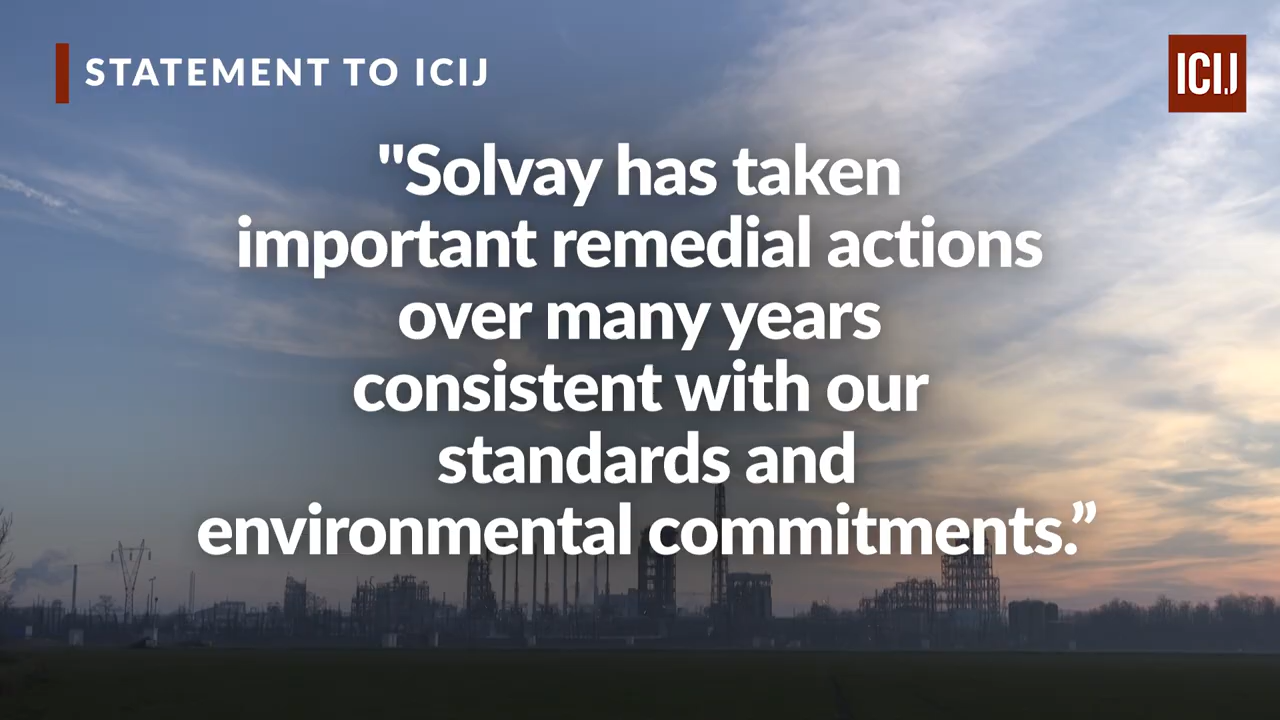 STATEMENT TO ICIJ
ICIJ
"Solvay has taken
important remedial actions
over many years
consistent with our
standards and
environmental commitments.”